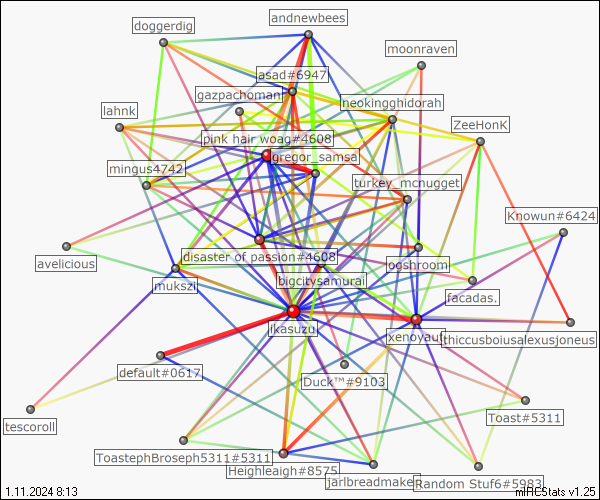 andnewbees
doggerdig
moonraven
asad#6947
gazpachoman
neokingghidorah
lahnk
ZeeHonK
pink hair woag#4608
gregor_samsa
mingus4742
turkey_mcnugget
Knowun#6424
disaster of passion#4608
avelicious
ooshroom
mukszi
bigcitysamurai
facadas.
ikasuzu
xenoyaur
thiccusboiusalexusjoneus
default#0617
Duck™#9103
Toast#5311
tescoroll
ToastephBroseph5311#5311
Heighleaigh#8575
jarlbreadmaker
Random Stuf6#5983
1.11.2024 8:13
mIRCStats v1.25